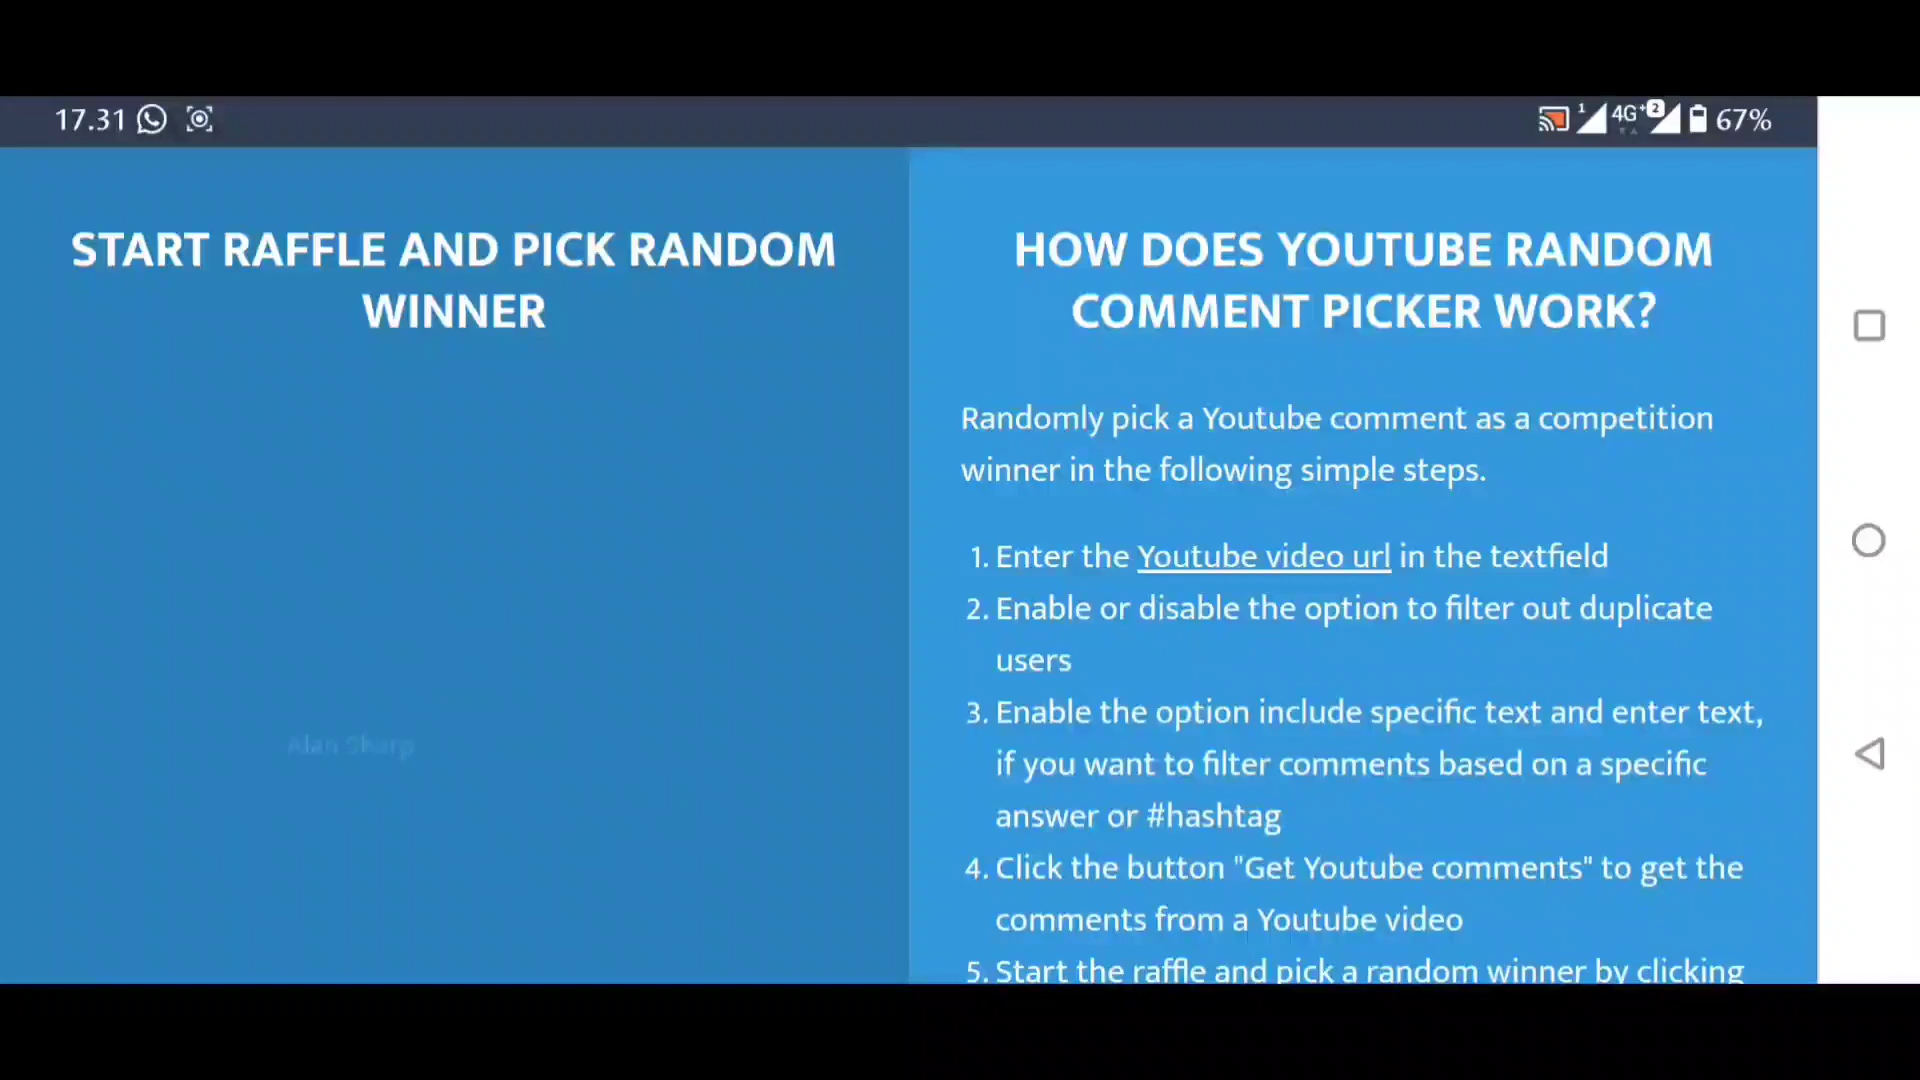 17.31
1 4G+ 2 67%
START RAFFLE AND PICK RANDOM
WINNER
Alan Sharp
HOW DOES YOUTUBE RANDOM
COMMENT PICKER WORK?
Randomly pick a Youtube comment as a competition
winner in the following simple steps.
1. Enter the Youtube video url in the textfield
2. Enable or disable the option to filter out duplicate
users
3. Enable the option include specific text and enter text,
if you want to filter comments based on a specific
answer or #hashtag
4. Click the button "Get Youtube comments" to get the
comments from a Youtube video
5. Start the raffle and pick a random winner by clicking